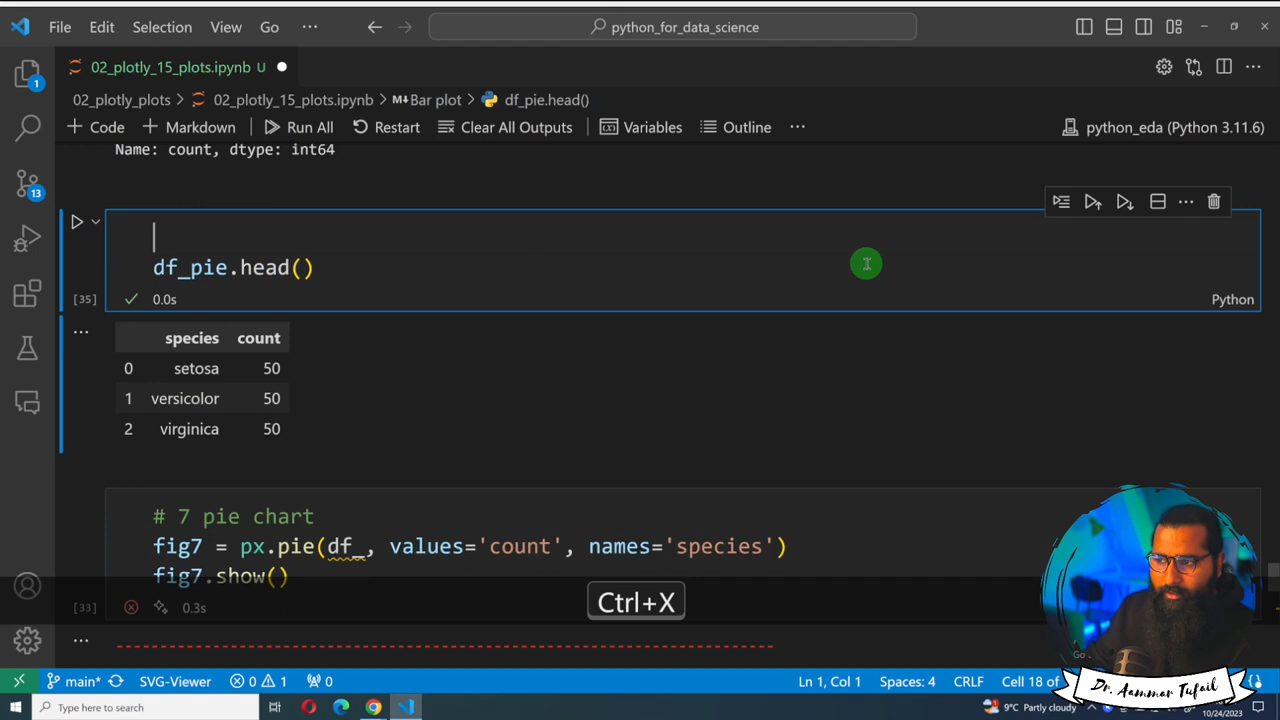 File Edit Selection View Go ··· python_for_data_science
02_plotly_15_plots.ipynb U
02_plotly_plots > 02_plotly_15_plots.ipynb > M↓Bar plot > df_pie.head()
+ Code + Markdown Run All Restart Clear All Outputs Variables Outline ··· python_eda (Python 3.11.6)
Name: count, dtype: int64
df_pie.head()
[35] 0.0s Python
species count
0 setosa 50
1 versicolor 50
2 virginica 50
# 7 pie chart
fig7 = px.pie(df_, values='count', names='species')
fig7.show()
[33] 0.3s
Ctrl+X
1
13
main* SVG-Viewer 0 1 0 Ln 1, Col 1 Spaces: 4 CRLF Cell 18 of
Dr. Aammar Tufail
Type here to search 9°C Partly cloudy 10/24/2023